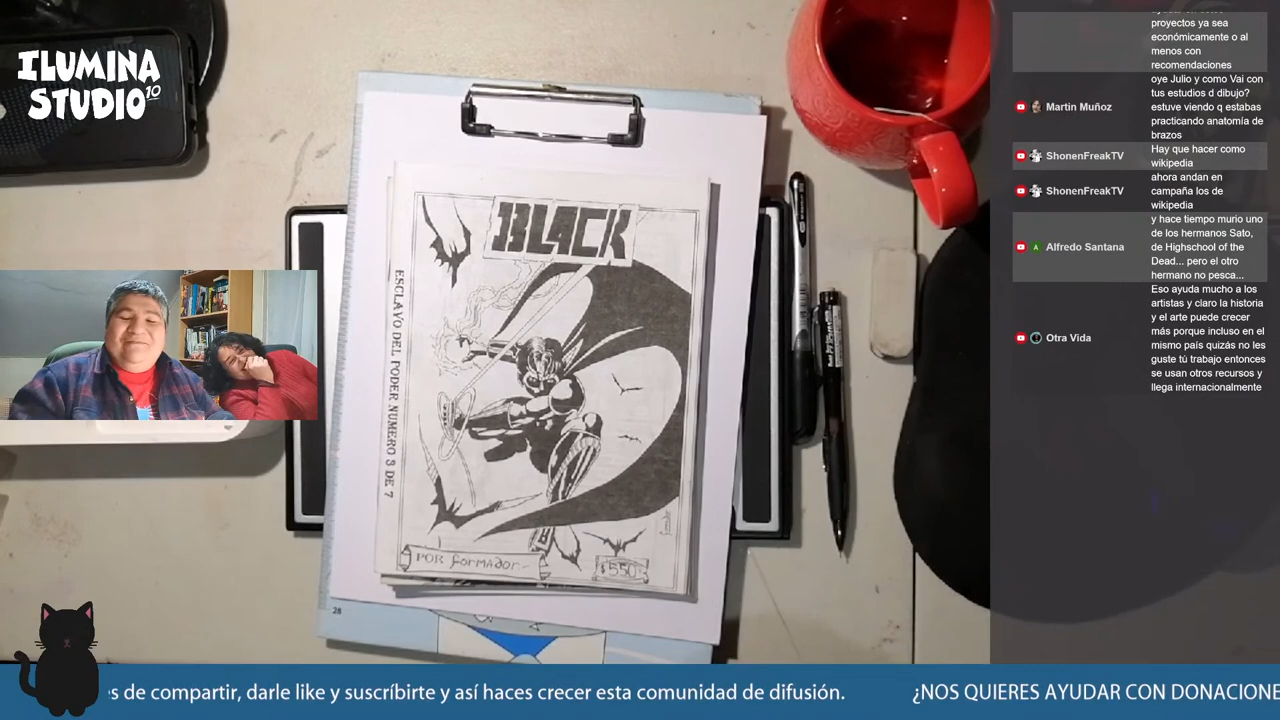 ILUMINA
STUDIO 10
BL4CK
ESCLAVO DEL PODER NUMERO 3 DE 7
POR formador-
$550
28
proyectos ya sea
económicamente o al
menos con
recomendaciones
Martin Muñoz
oye Julio y como Vai con
tus estudios d dibujo?
estuve viendo q estabas
practicando anatomía de
brazos
ShonenFreakTV
Hay que hacer como
wikipedia
ShonenFreakTV
ahora andan en
campaña los de
wikipedia
Alfredo Santana
y hace tiempo murio uno
de los hermanos Sato,
de Highschool of the
Dead... pero el otro
hermano no pesca...
Otra Vida
Eso ayuda mucho a los
artistas y claro la historia
y el arte puede crecer
más porque incluso en el
mismo país quizás no les
guste tú trabajo entonces
se usan otros recursos y
llega internacionalmente
s de compartir, darle like y suscríbirte y así haces crecer esta comunidad de difusión. ¿NOS QUIERES AYUDAR CON DONACIONE